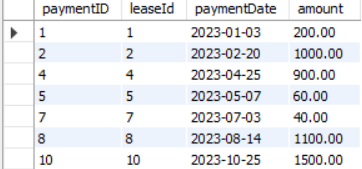 paymentID leaseId paymentDate amount
1 1 2023-01-03 200.00
2 2 2023-02-20 1000.00
4 4 2023-04-25 900.00
5 5 2023-05-07 60.00
7 7 2023-07-03 40.00
8 8 2023-08-14 1100.00
10 10 2023-10-25 1500.00